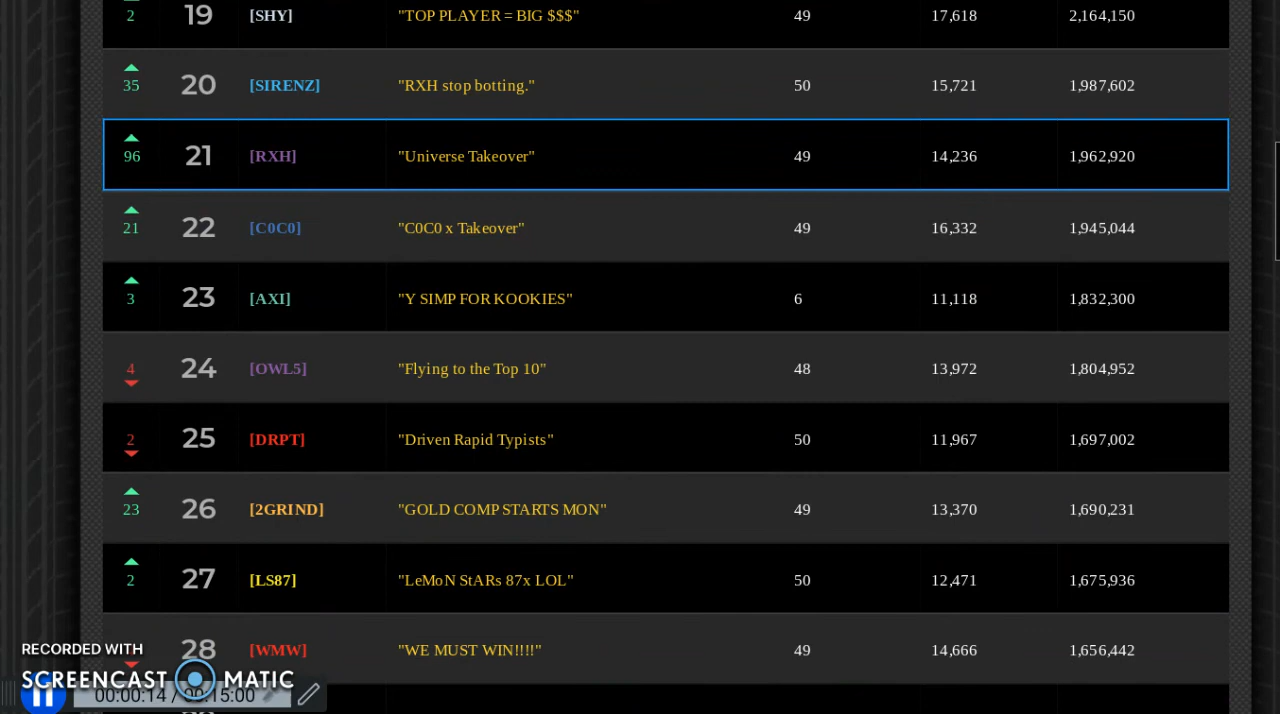 2 19 [SHY] "TOP PLAYER = BIG $$$" 49 17,618 2,164,150
35 20 [SIRENZ] "RXH stop botting." 50 15,721 1,987,602
96 21 [RXH] "Universe Takeover" 49 14,236 1,962,920
21 22 [C0C0] "C0C0 x Takeover" 49 16,332 1,945,044
3 23 [AXI] "Y SIMP FOR KOOKIES" 6 11,118 1,832,300
4 24 [OWL5] "Flying to the Top 10" 48 13,972 1,804,952
2 25 [DRPT] "Driven Rapid Typists" 50 11,967 1,697,002
23 26 [2GRIND] "GOLD COMP STARTS MON" 49 13,370 1,690,231
2 27 [LS87] "LeMoN StARs 87x LOL" 50 12,471 1,675,936
28 [WMW] "WE MUST WIN!!!!" 49 14,666 1,656,442
RECORDED WITH
SCREENCAST MATIC
00:00:14 / 00:15:00